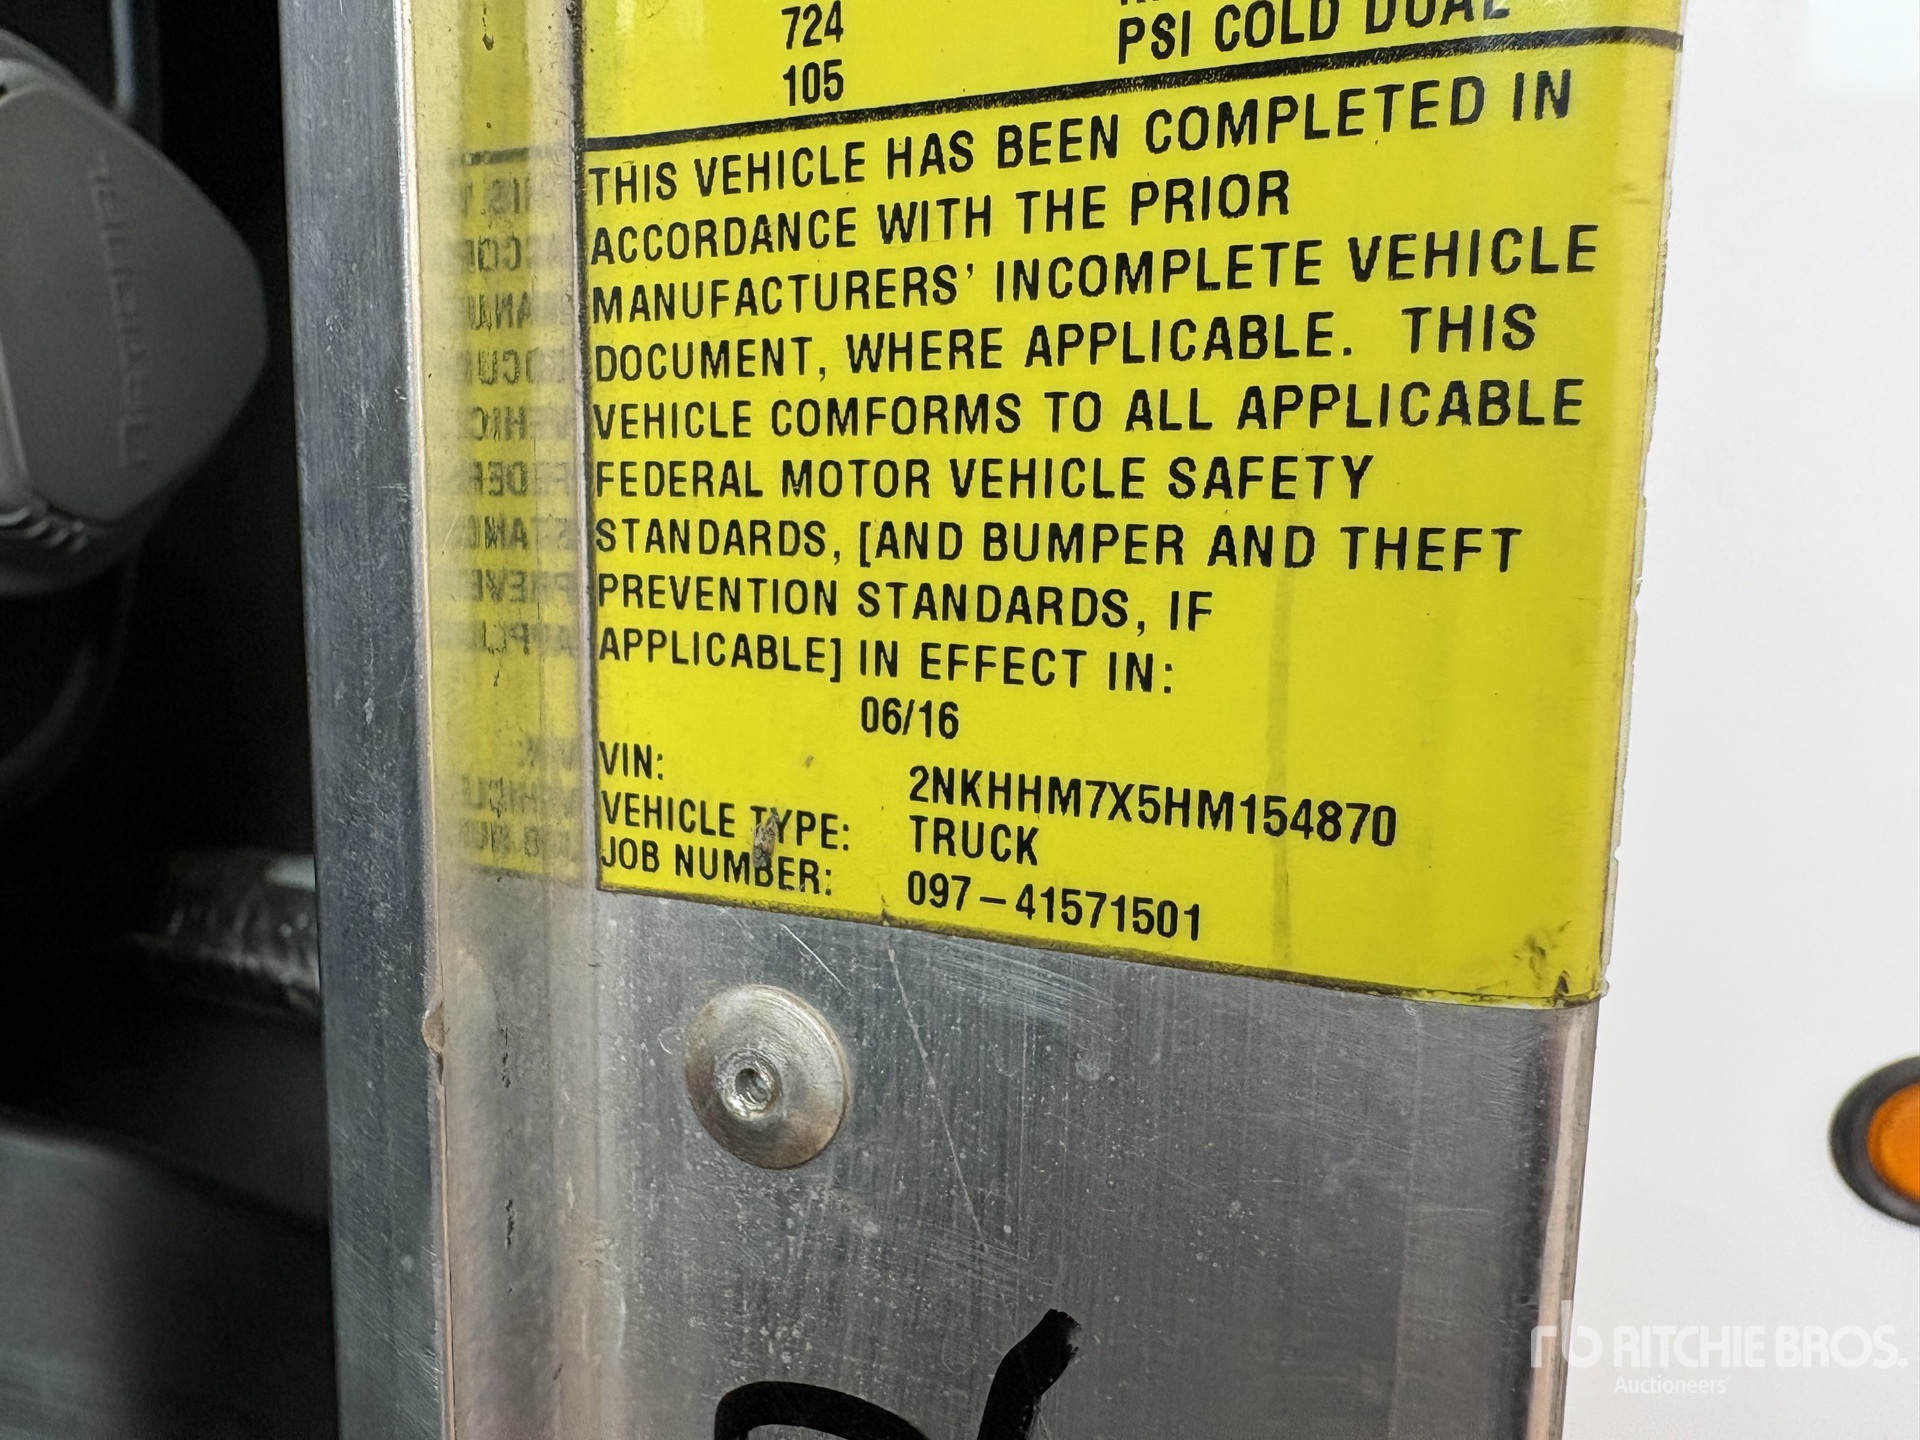 724
PSI COLD DUAL
105
THIS VEHICLE HAS BEEN COMPLETED IN
ACCORDANCE WITH THE PRIOR
MANUFACTURERS' INCOMPLETE VEHICLE
DOCUMENT, WHERE APPLICABLE. THIS
VEHICLE COMFORMS TO ALL APPLICABLE
FEDERAL MOTOR VEHICLE SAFETY
STANDARDS, [AND BUMPER AND THEFT
PREVENTION STANDARDS, IF
APPLICABLE] IN EFFECT IN:
06/16
VIN: 2NKHHM7X5HM154870
VEHICLE TYPE: TRUCK
JOB NUMBER: 097-41571501
rb RITCHIE BROS.
Auctioneers